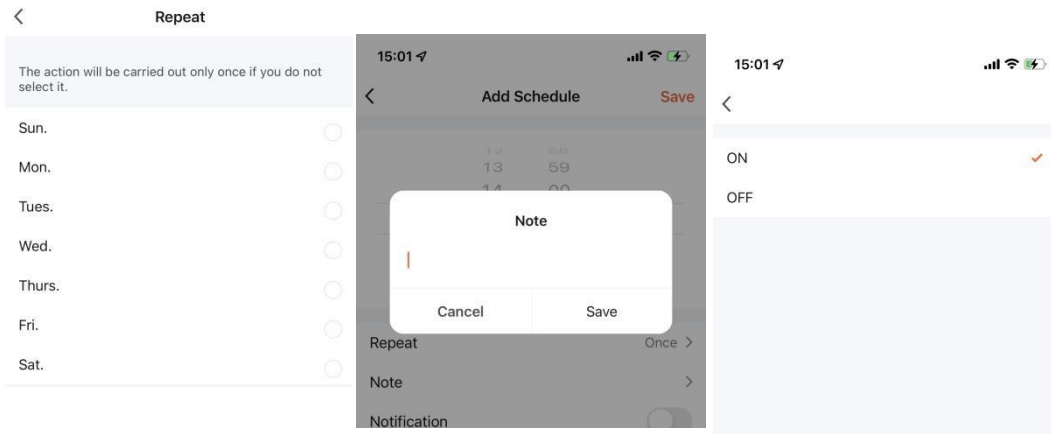 Repeat
The action will be carried out only once if you do not
select it.
Sun.
Mon.
Tues.
Wed.
Thurs.
Fri.
Sat.
15:01
Add Schedule Save
13 59
14 00
Note
Cancel Save
Repeat Once
Note
Notification
15:01
ON
OFF